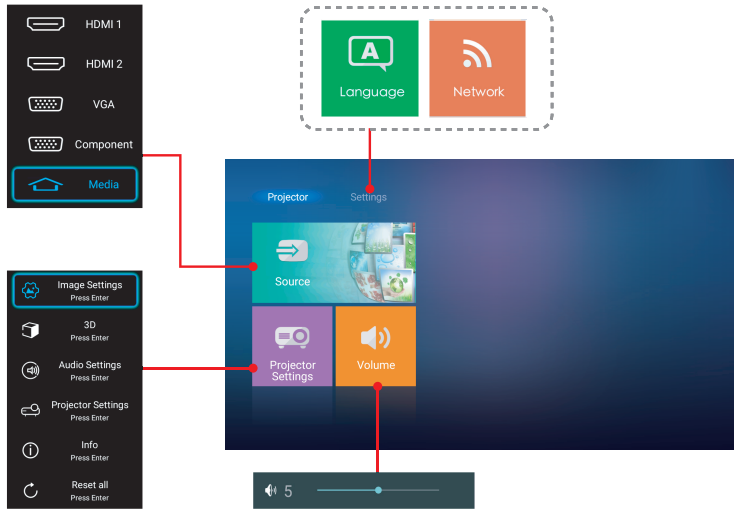 HDMI 1
HDMI 2
VGA
Component
Media
A
Language
Network
Projector
Settings
Source
Projector
Settings
Volume
Image Settings
Press Enter
3D
Press Enter
Audio Settings
Press Enter
Projector Settings
Press Enter
Info
Press Enter
Reset all
Press Enter
5